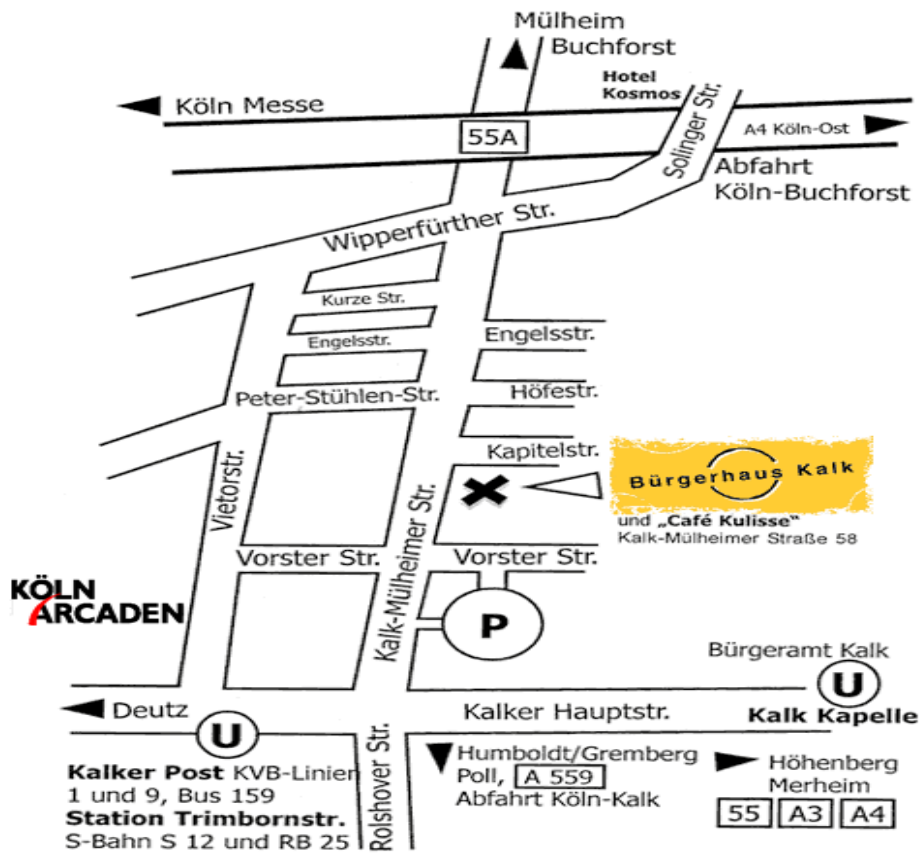 Mülheim
Buchforst
Hotel
Kosmos
Köln Messe
55A
Solinger Str.
A4 Köln-Ost
Abfahrt
Köln-Buchforst
Wipperfürther Str.
Kurze Str.
Engelsstr.
Engelsstr.
Peter-Stühlen-Str.
Höfestr.
Kapitelstr.
Bürgerhaus Kalk
und „Café Kulisse“
Kalk-Mülheimer Straße 58
Vietorstr.
Kalk-Mülheimer Str.
Vorster Str.
Vorster Str.
KÖLN
ARCADEN
P
Bürgeramt Kalk
U
Kalk Kapelle
Deutz
Kalker Hauptstr.
U
Kalker Post KVB-Linien
1 und 9, Bus 159
Station Trimbornstr.
S-Bahn S 12 und RB 25
Rolshover Str.
Humboldt/Gremberg
Poll, A 559
Abfahrt Köln-Kalk
Höhenberg
Merheim
55 A3 A4